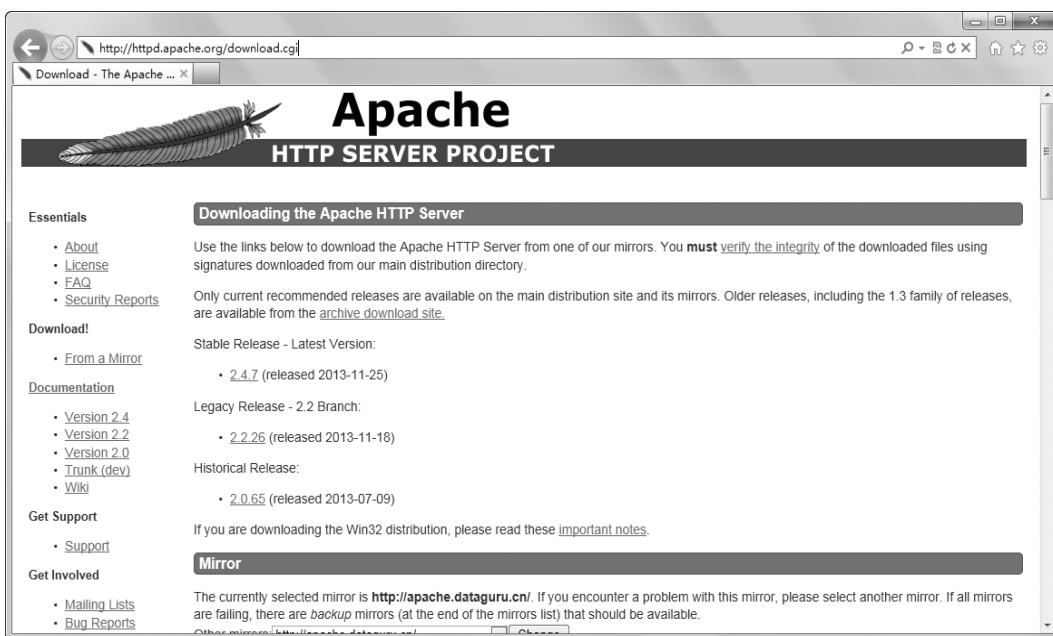 http://httpd.apache.org/download.cgi
Download - The Apache ...
Apache
HTTP SERVER PROJECT
Essentials
• About
• License
• FAQ
• Security Reports
Download!
• From a Mirror
Documentation
• Version 2.4
• Version 2.2
• Version 2.0
• Trunk (dev)
• Wiki
Get Support
• Support
Get Involved
• Mailing Lists
• Bug Reports
Downloading the Apache HTTP Server
Use the links below to download the Apache HTTP Server from one of our mirrors. You must verify the integrity of the downloaded files using
signatures downloaded from our main distribution directory.
Only current recommended releases are available on the main distribution site and its mirrors. Older releases, including the 1.3 family of releases,
are available from the archive download site.
Stable Release - Latest Version:
• 2.4.7 (released 2013-11-25)
Legacy Release - 2.2 Branch:
• 2.2.26 (released 2013-11-18)
Historical Release:
• 2.0.65 (released 2013-07-09)
If you are downloading the Win32 distribution, please read these important notes.
Mirror
The currently selected mirror is http://apache.dataguru.cn/. If you encounter a problem with this mirror, please select another mirror. If all mirrors
are failing, there are backup mirrors (at the end of the mirrors list) that should be available.
Other mirrors: http://apache.dataguru.cn/ Change